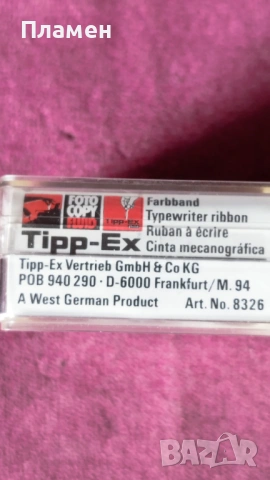 Пламен
FOTO
COPY
Farbband
Typewriter ribbon
Ruban à écrire
Cinta mecanográfica
Tipp-Ex
Tipp-Ex Vertrieb GmbH & Co KG
POB 940 290 · D-6000 Frankfurt/M. 94
A West German Product Art. No. 8326
BAZAR